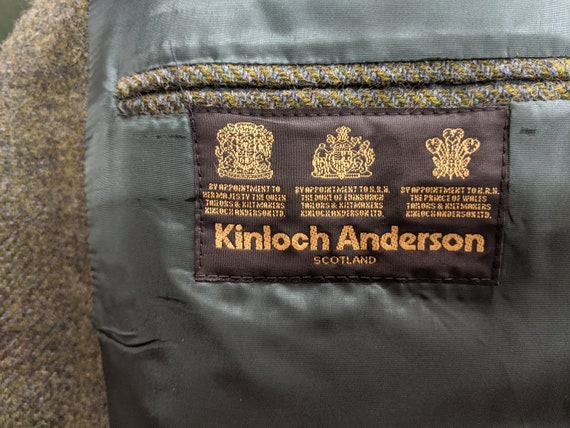 BY APPOINTMENT TO
HER MAJESTY THE QUEEN
TAILORS & KILTMAKERS
KINLOCH ANDERSON LTD.
BY APPOINTMENT TO H.R.H.
THE DUKE OF EDINBURGH
TAILORS & KILTMAKERS
KINLOCH ANDERSON LTD.
BY APPOINTMENT TO H.R.H.
THE PRINCE OF WALES
TAILORS & KILTMAKERS
KINLOCH ANDERSON LTD.
Kinloch Anderson
SCOTLAND